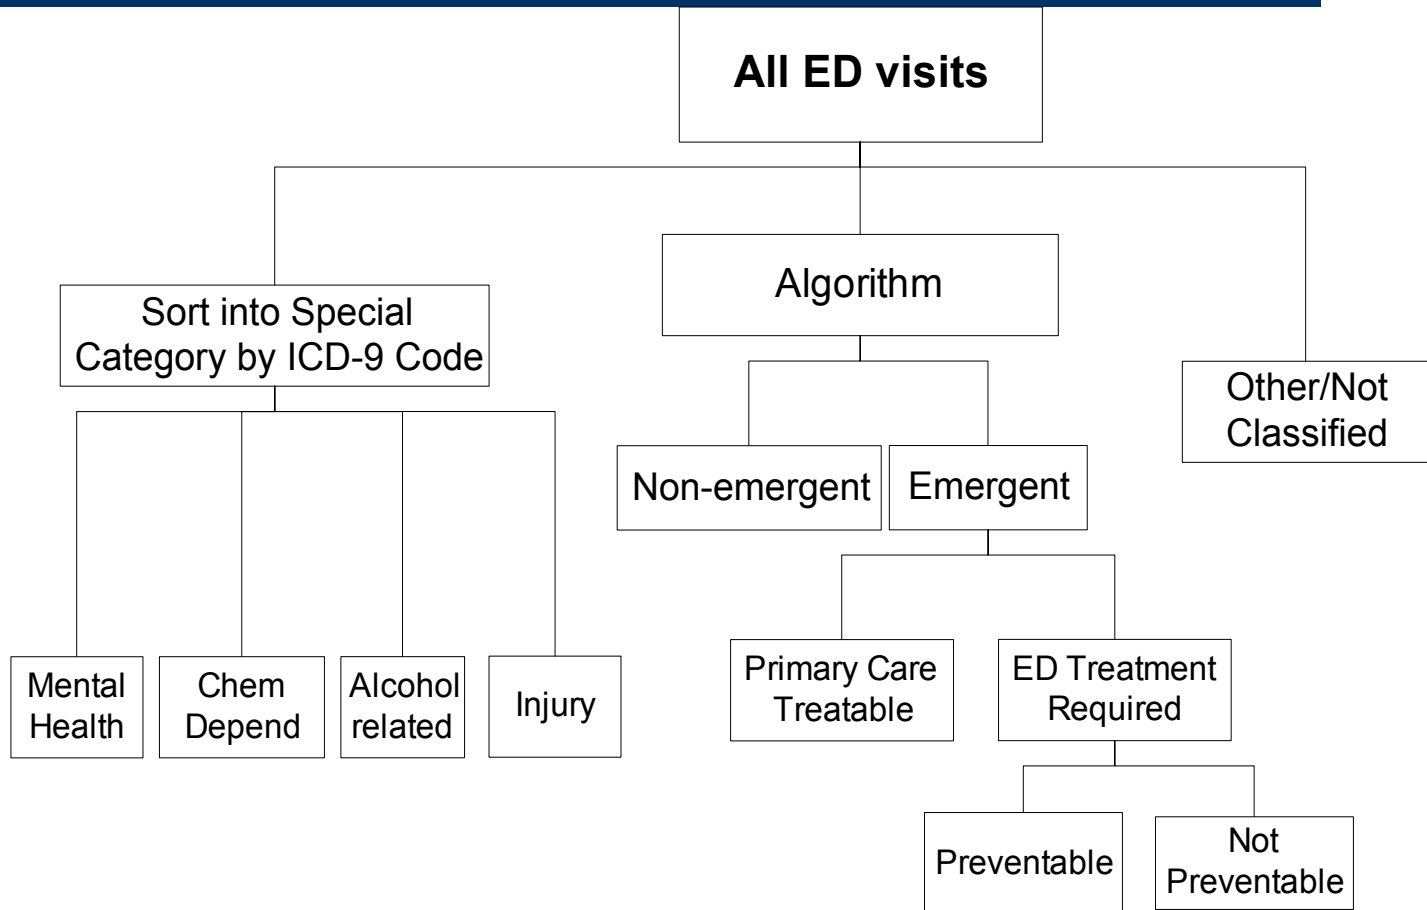 All ED visits
Sort into Special
Category by ICD-9 Code
Algorithm
Other/Not
Classified
Non-emergent
Emergent
Mental
Health
Chem
Depend
Alcohol
related
Injury
Primary Care
Treatable
ED Treatment
Required
Preventable
Not
Preventable